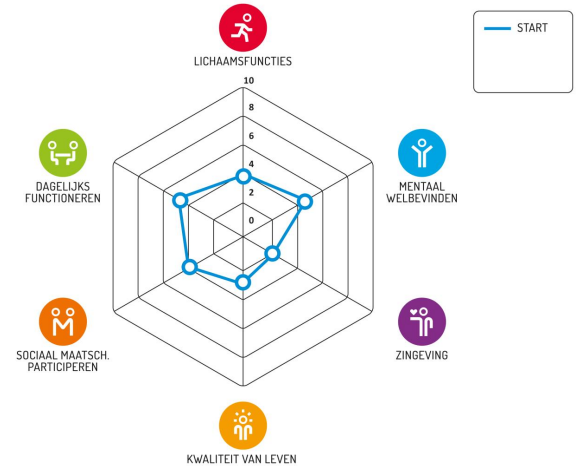 LICHAAMSFUNCTIES
START
10
8
6
4
2
0
DAGELIJKS
FUNCTIONEREN
MENTAAL
WELBEVINDEN
SOCIAAL MAATSCH.
PARTICIPEREN
ZINGEVING
KWALITEIT VAN LEVEN